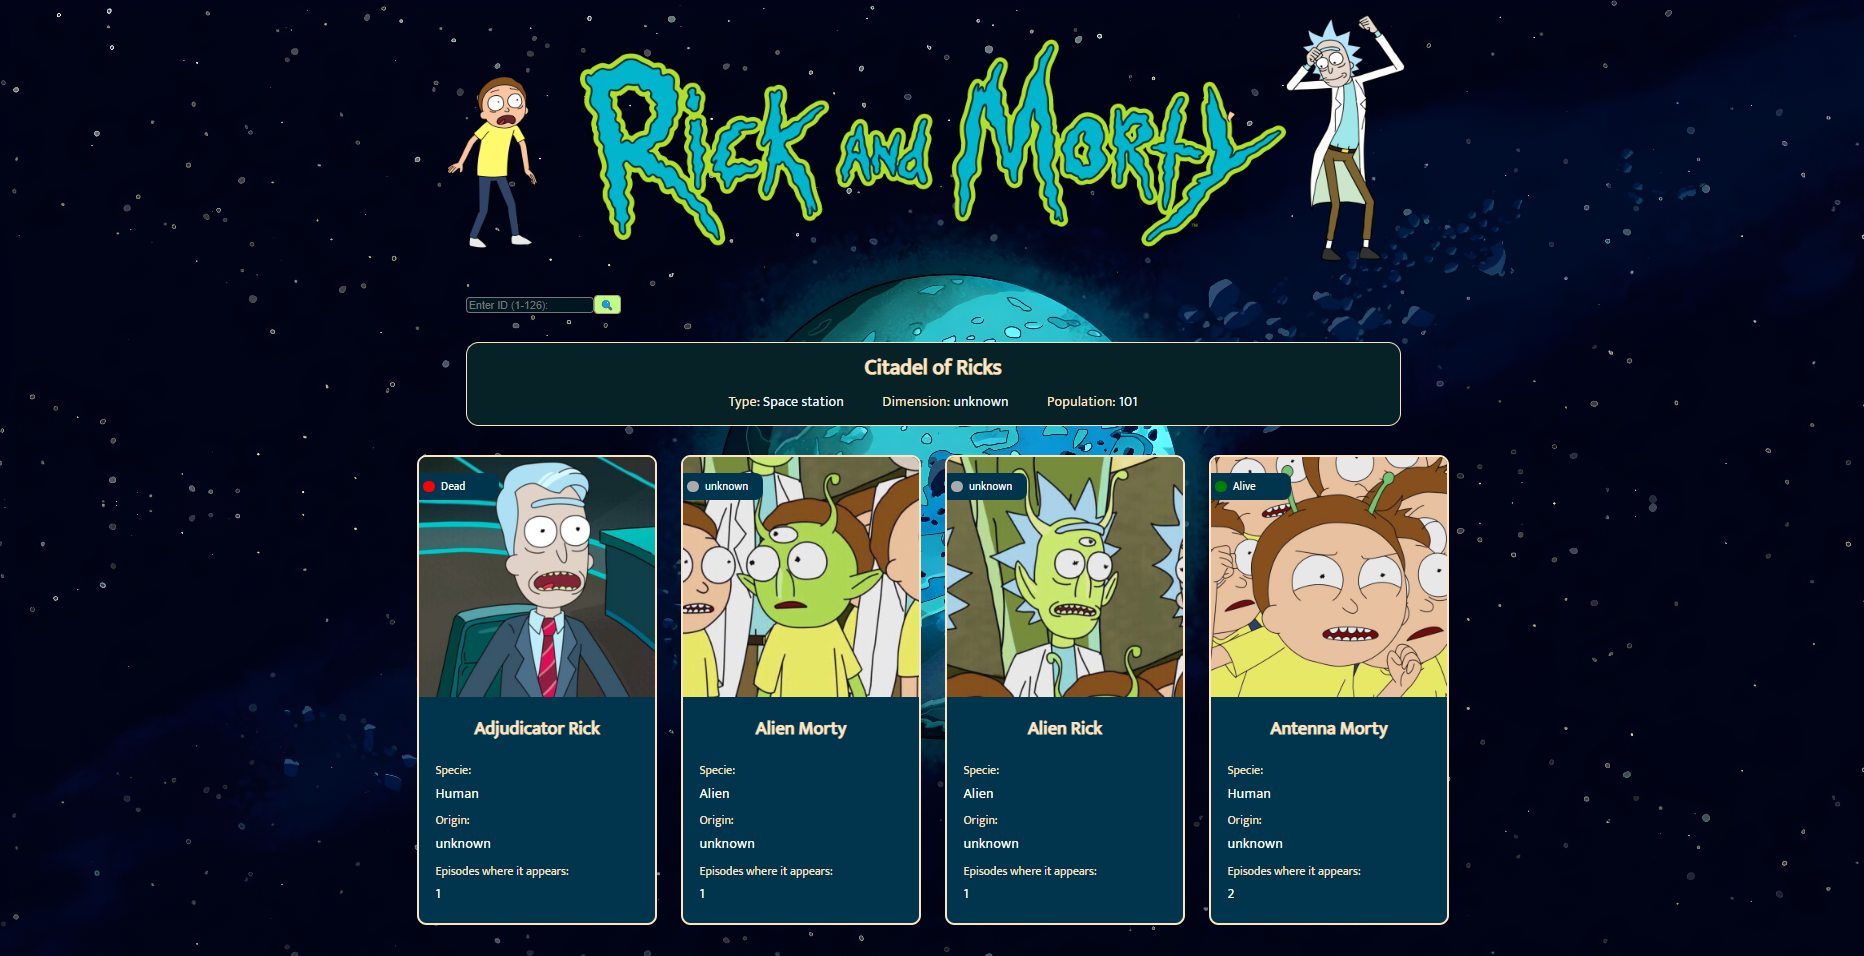 Rick and Morty
™
Enter ID (1-126):
Citadel of Ricks
Type: Space station Dimension: unknown Population: 101
Dead
unknown
unknown
Alive
Adjudicator Rick
Specie:
Human
Origin:
unknown
Episodes where it appears:
1
Alien Morty
Specie:
Alien
Origin:
unknown
Episodes where it appears:
1
Alien Rick
Specie:
Alien
Origin:
unknown
Episodes where it appears:
1
Antenna Morty
Specie:
Human
Origin:
unknown
Episodes where it appears:
2